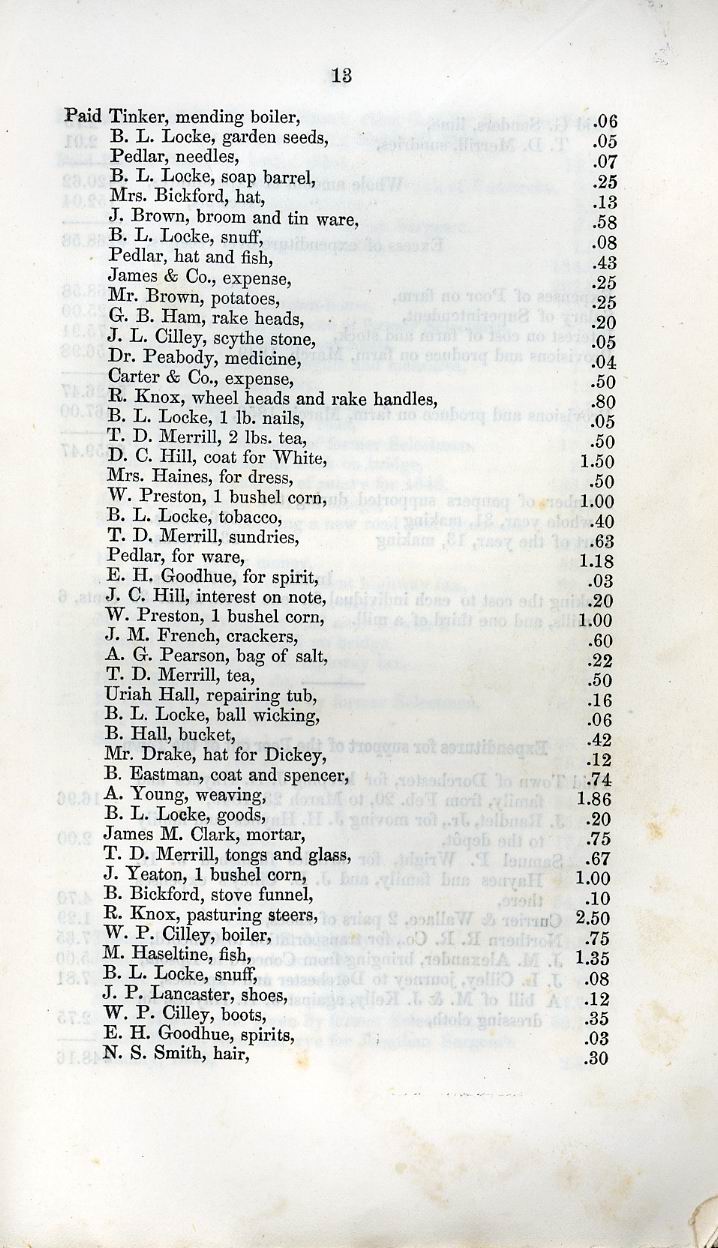 13
Paid Tinker, mending boiler, .06
B. L. Locke, garden seeds, .05
Pedlar, needles, .07
B. L. Locke, soap barrel, .25
Mrs. Bickford, hat, .13
J. Brown, broom and tin ware, .58
B. L. Locke, snuff, .08
Pedlar, hat and fish, .43
James & Co., expense, .25
Mr. Brown, potatoes, .25
G. B. Ham, rake heads, .20
J. L. Cilley, scythe stone, .05
Dr. Peabody, medicine, .04
Carter & Co., expense, .50
R. Knox, wheel heads and rake handles, .80
B. L. Locke, 1 lb. nails, .05
T. D. Merrill, 2 lbs. tea, .50
D. C. Hill, coat for White, 1.50
Mrs. Haines, for dress, .50
W. Preston, 1 bushel corn, 1.00
B. L. Locke, tobacco, .40
T. D. Merrill, sundries, .63
Pedlar, for ware, 1.18
E. H. Goodhue, for spirit, .03
J. C. Hill, interest on note, .20
W. Preston, 1 bushel corn, 1.00
J. M. French, crackers, .60
A. G. Pearson, bag of salt, .22
T. D. Merrill, tea, .50
Uriah Hall, repairing tub, .16
B. L. Locke, ball wicking, .06
B. Hall, bucket, .42
Mr. Drake, hat for Dickey, .12
B. Eastman, coat and spencer, .74
A. Young, weaving, 1.86
B. L. Locke, goods, .20
James M. Clark, mortar, .75
T. D. Merrill, tongs and glass, .67
J. Yeaton, 1 bushel corn, 1.00
B. Bickford, stove funnel, .10
R. Knox, pasturing steers, 2.50
W. P. Cilley, boiler, .75
M. Haseltine, fish, 1.35
B. L. Locke, snuff, .08
J. P. Lancaster, shoes, .12
W. P. Cilley, boots, .35
E. H. Goodhue, spirits, .03
N. S. Smith, hair, .30